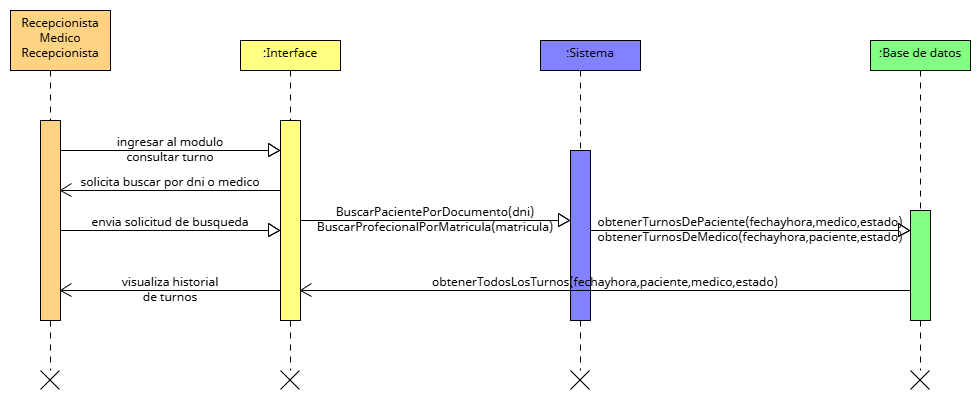 Recepcionista
Medico
Recepcionista
:Interface
:Sistema
:Base de datos
ingresar al modulo
consultar turno
solicita buscar por dni o medico
envia solicitud de busqueda
BuscarPacientePorDocumento(dni)
BuscarProfecionalPorMatricula(matricula)
obtenerTurnosDePaciente(fechayhora,medico,estado)
obtenerTurnosDeMedico(fechayhora,paciente,estado)
visualiza historial
de turnos
obtenerTodosLosTurnos(fechayhora,paciente,medico,estado)